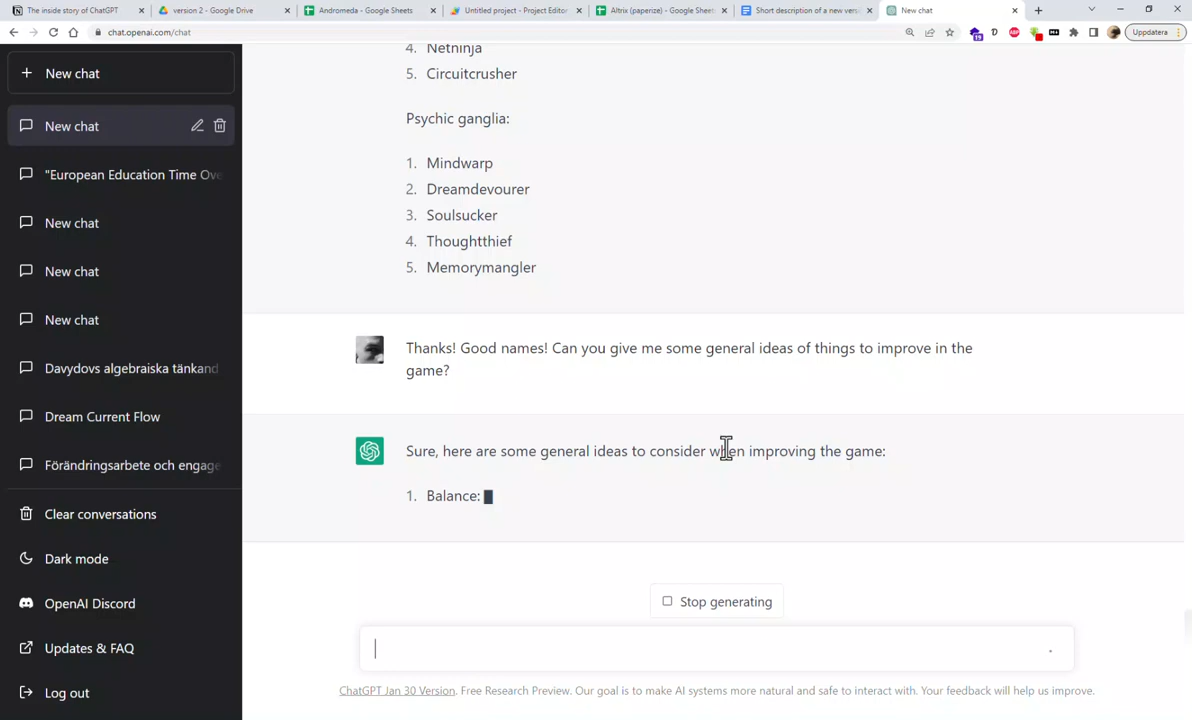 The inside story of ChatGPT
version 2 - Google Drive
Andromeda - Google Sheets
Untitled project - Project Editor
Altrix (paperize) - Google Sheet
Short description of a new versi
New chat
chat.openai.com/chat
19
ABP
Uppdatera
New chat
New chat
"European Education Time Ove
New chat
New chat
New chat
Davydovs algebraiska tänkand
Dream Current Flow
Förändringsarbete och engage
Clear conversations
Dark mode
OpenAI Discord
Updates & FAQ
Log out
4. Netninja
5. Circuitcrusher
Psychic ganglia:
1. Mindwarp
2. Dreamdevourer
3. Soulsucker
4. Thoughtthief
5. Memorymangler
Thanks! Good names! Can you give me some general ideas of things to improve in the
game?
Sure, here are some general ideas to consider when improving the game:
1. Balance:
Stop generating
ChatGPT Jan 30 Version. Free Research Preview. Our goal is to make AI systems more natural and safe to interact with. Your feedback will help us improve.